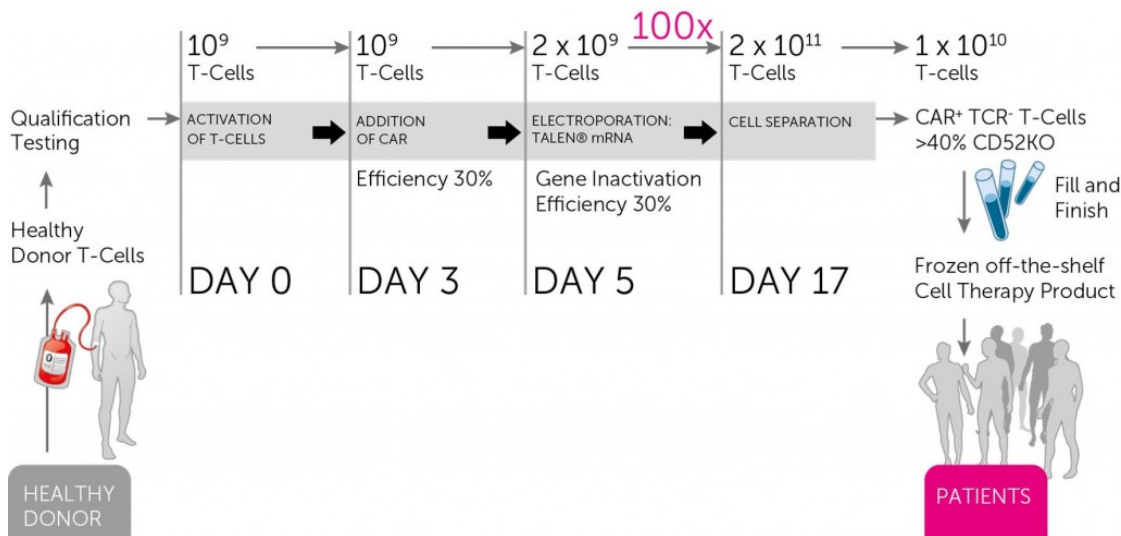 10⁹
T-Cells
10⁹
T-Cells
2 x 10⁹
T-Cells
100x
2 x 10¹¹
T-Cells
1 x 10¹⁰
T-cells
Qualification
Testing
ACTIVATION
OF T-CELLS
ADDITION
OF CAR
ELECTROPORATION:
TALEN® mRNA
CELL SEPARATION
CAR⁺ TCR⁻ T-Cells
>40% CD52KO
Efficiency 30%
Gene Inactivation
Efficiency 30%
Fill and
Finish
Healthy
Donor T-Cells
DAY 0
DAY 3
DAY 5
DAY 17
Frozen off-the-shelf
Cell Therapy Product
HEALTHY
DONOR
PATIENTS